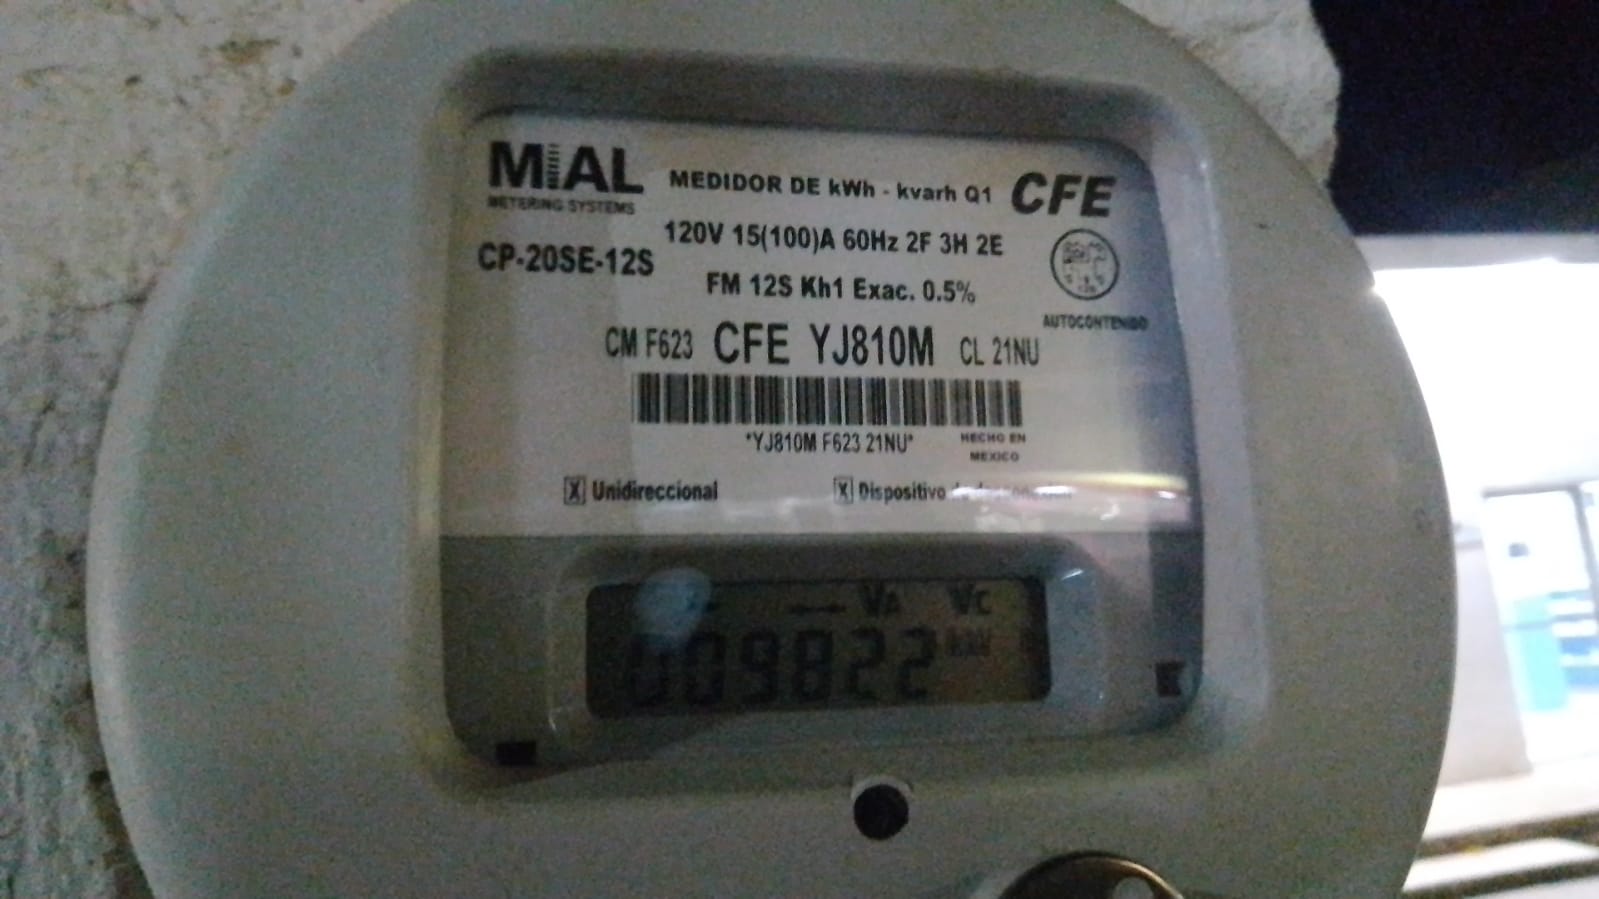 MIAL
METERING SYSTEMS
MEDIDOR DE kWh - kvarh Q1
CFE
120V 15(100)A 60Hz 2F 3H 2E
CP-20SE-12S
FM 12S Kh1 Exac. 0.5%
AUTOCONTENIDO
CM F623 CFE YJ810M CL 21NU
*YJ810M F623 21NU*
HECHO EN
MEXICO
X Unidireccional
X Dispositivo de
VA VC
009822